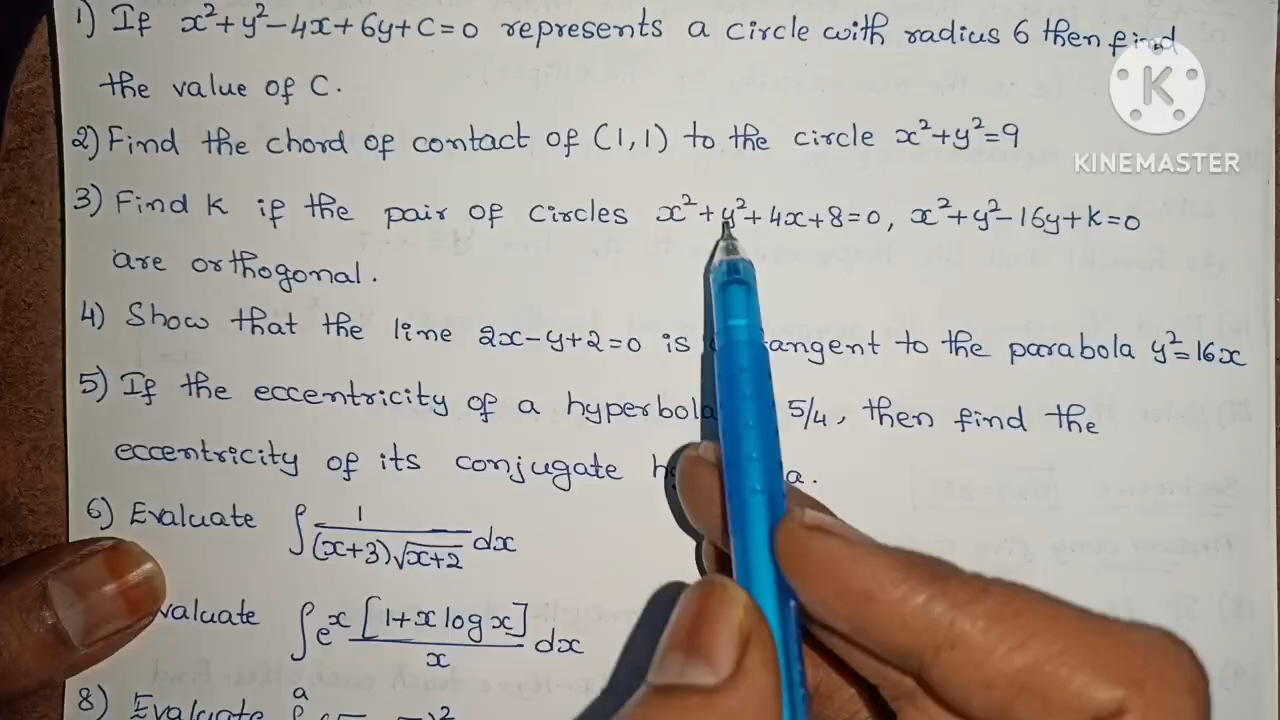 1) If x²+y²-4x+6y+C=0 represents a circle with radius 6 then find
the value of C.
K
KINEMASTER
2) Find the chord of contact of (1,1) to the circle x²+y²=9
3) Find K if the pair of circles x²+y²+4x+8=0, x²+y²-16y+k=0
are orthogonal.
4) Show that the line 2x-y+2=0 is tangent to the parabola y²=16x
5) If the eccentricity of a hyperbola 5/4, then find the
eccentricity of its conjugate
6) Evaluate ∫ 1/((x+3)√(x+2)) dx
∫ eˣ [1+x log x]/x dx
8) Evaluate